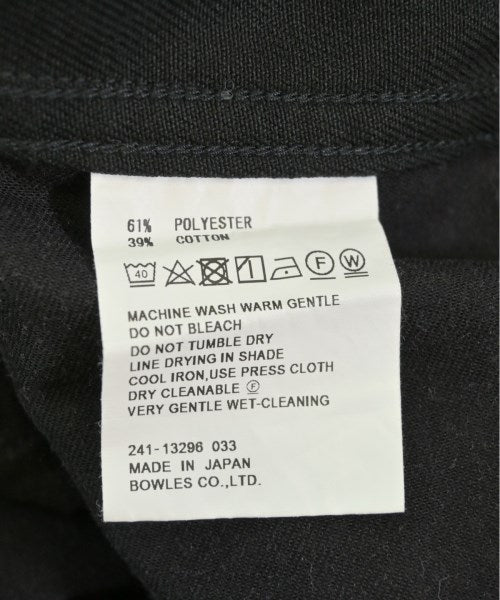 61% POLYESTER
39% COTTON
40 F W
MACHINE WASH WARM GENTLE
DO NOT BLEACH
DO NOT TUMBLE DRY
LINE DRYING IN SHADE
COOL IRON,USE PRESS CLOTH
DRY CLEANABLE Ⓕ
VERY GENTLE WET-CLEANING
241-13296 033
MADE IN JAPAN
BOWLES CO.,LTD.